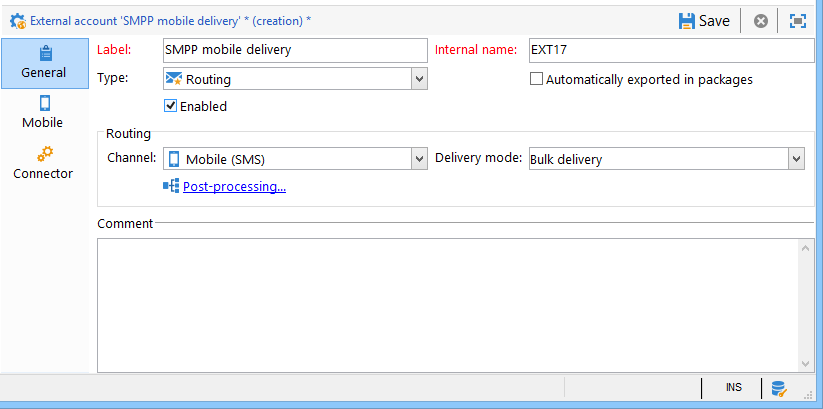 External account 'SMPP mobile delivery' * (creation) * Save
General
Mobile
Connector
Label: SMPP mobile delivery Internal name: EXT17
Type: Routing Automatically exported in packages
Enabled
Routing
Channel: Mobile (SMS) Delivery mode: Bulk delivery
Post-processing...
Comment
INS